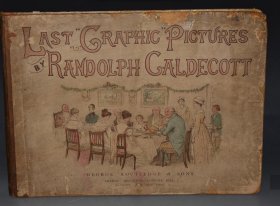 LAST "GRAPHIC" PICTURES
BY RANDOLPH CALDECOTT
GEORGE ROUTLEDGE & SONS